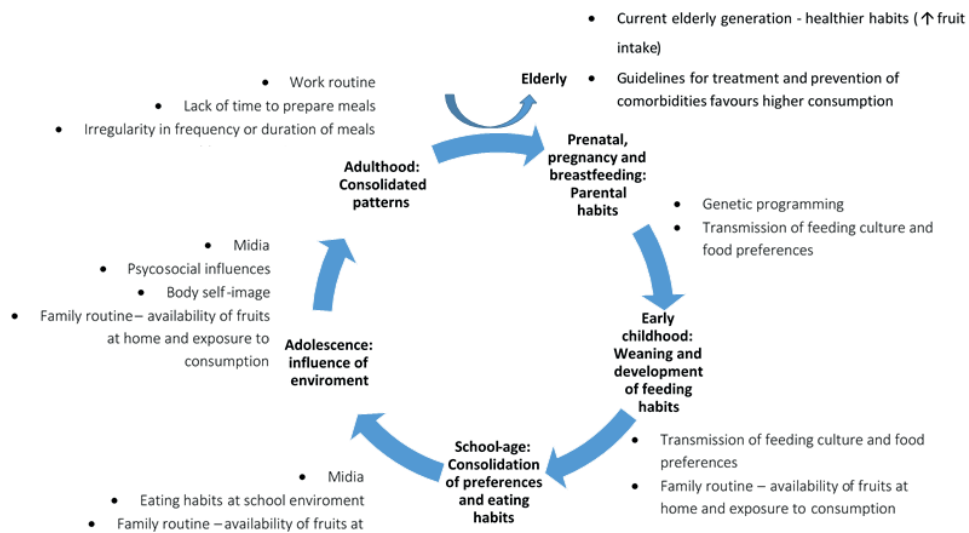 • Current elderly generation - healthier habits (↑ fruit
intake)
Elderly
• Guidelines for treatment and prevention of
comorbidities favours higher consumption
• Work routine
• Lack of time to prepare meals
• Irregularity in frequency or duration of meals
Adulthood:
Consolidated
patterns
Prenatal,
pregnancy and
breastfeeding:
Parental
habits
• Genetic programming
• Transmission of feeding culture and
food preferences
Early
childhood:
Weaning and
development
of feeding
habits
• Transmission of feeding culture and food
preferences
• Family routine – availability of fruits at
home and exposure to consumption
School-age:
Consolidation
of preferences
and eating
habits
• Midia
• Eating habits at school enviroment
• Family routine – availability of fruits at
Adolescence:
influence of
enviroment
• Midia
• Psycosocial influences
• Body self-image
• Family routine – availability of fruits
at home and exposure to
consumption